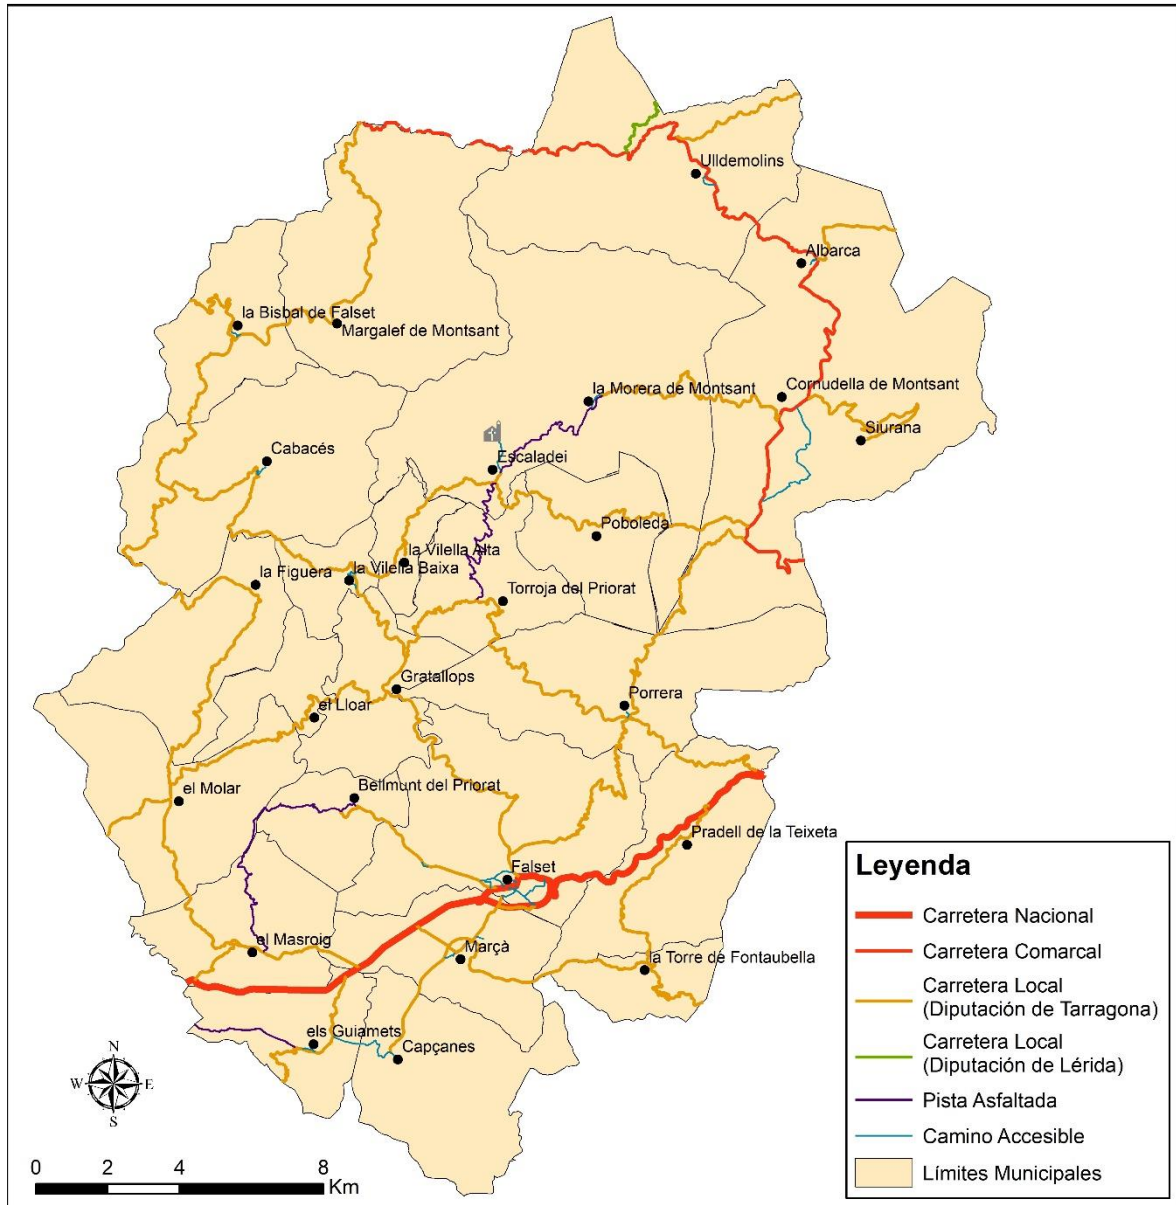 Ulldemolins
Albarca
la Bisbal de Falset
Margalef de Montsant
la Morera de Montsant
Cornudella de Montsant
Siurana
Cabacés
Escaladei
Poboleda
la Vilella Alta
la Vilella Baixa
la Figuera
Torroja del Priorat
Gratallops
Porrera
el Lloar
el Molar
Bellmunt del Priorat
Pradell de la Teixeta
Falset
el Masroig
Marçà
la Torre de Fontaubella
els Guiamets
Capçanes
N
W E
S
0 2 4 8
Km
Leyenda
Carretera Nacional
Carretera Comarcal
Carretera Local
(Diputación de Tarragona)
Carretera Local
(Diputación de Lérida)
Pista Asfaltada
Camino Accesible
Límites Municipales